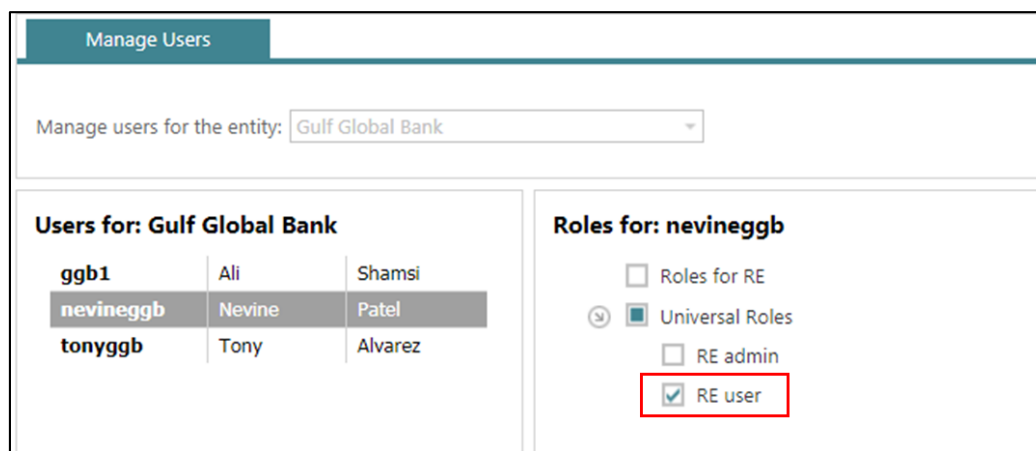 Manage Users
Manage users for the entity: Gulf Global Bank
Users for: Gulf Global Bank
ggb1 Ali Shamsi
nevineggb Nevine Patel
tonyggb Tony Alvarez
Roles for: nevineggb
Roles for RE
Universal Roles
RE admin
RE user